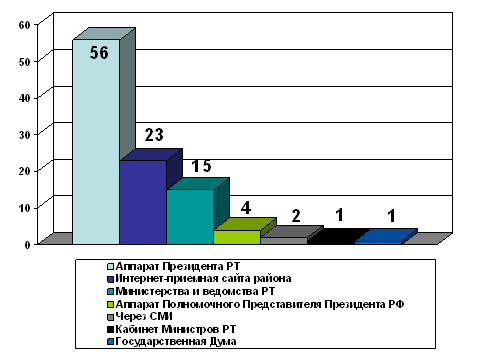 60
50
40
30
20
10
0
56
23
15
4
2
1
1
Аппарат Президента РТ
Интернет-приемная сайта района
Министерства и ведомства РТ
Аппарат Полномочного Представителя Президента РФ
Через СМИ
Кабинет Министров РТ
Государственная Дума